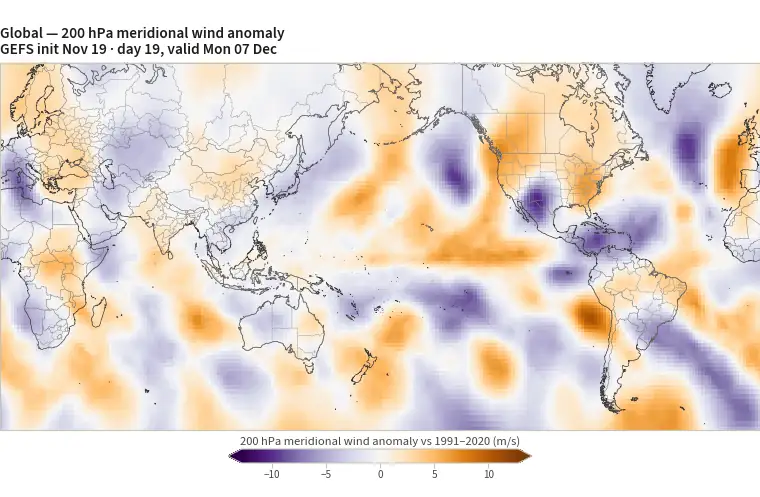 Global — 200 hPa meridional wind anomaly
GEFS init Nov 19 · day 19, valid Mon 07 Dec
200 hPa meridional wind anomaly vs 1991–2020 (m/s)
−10 −5 0 5 10